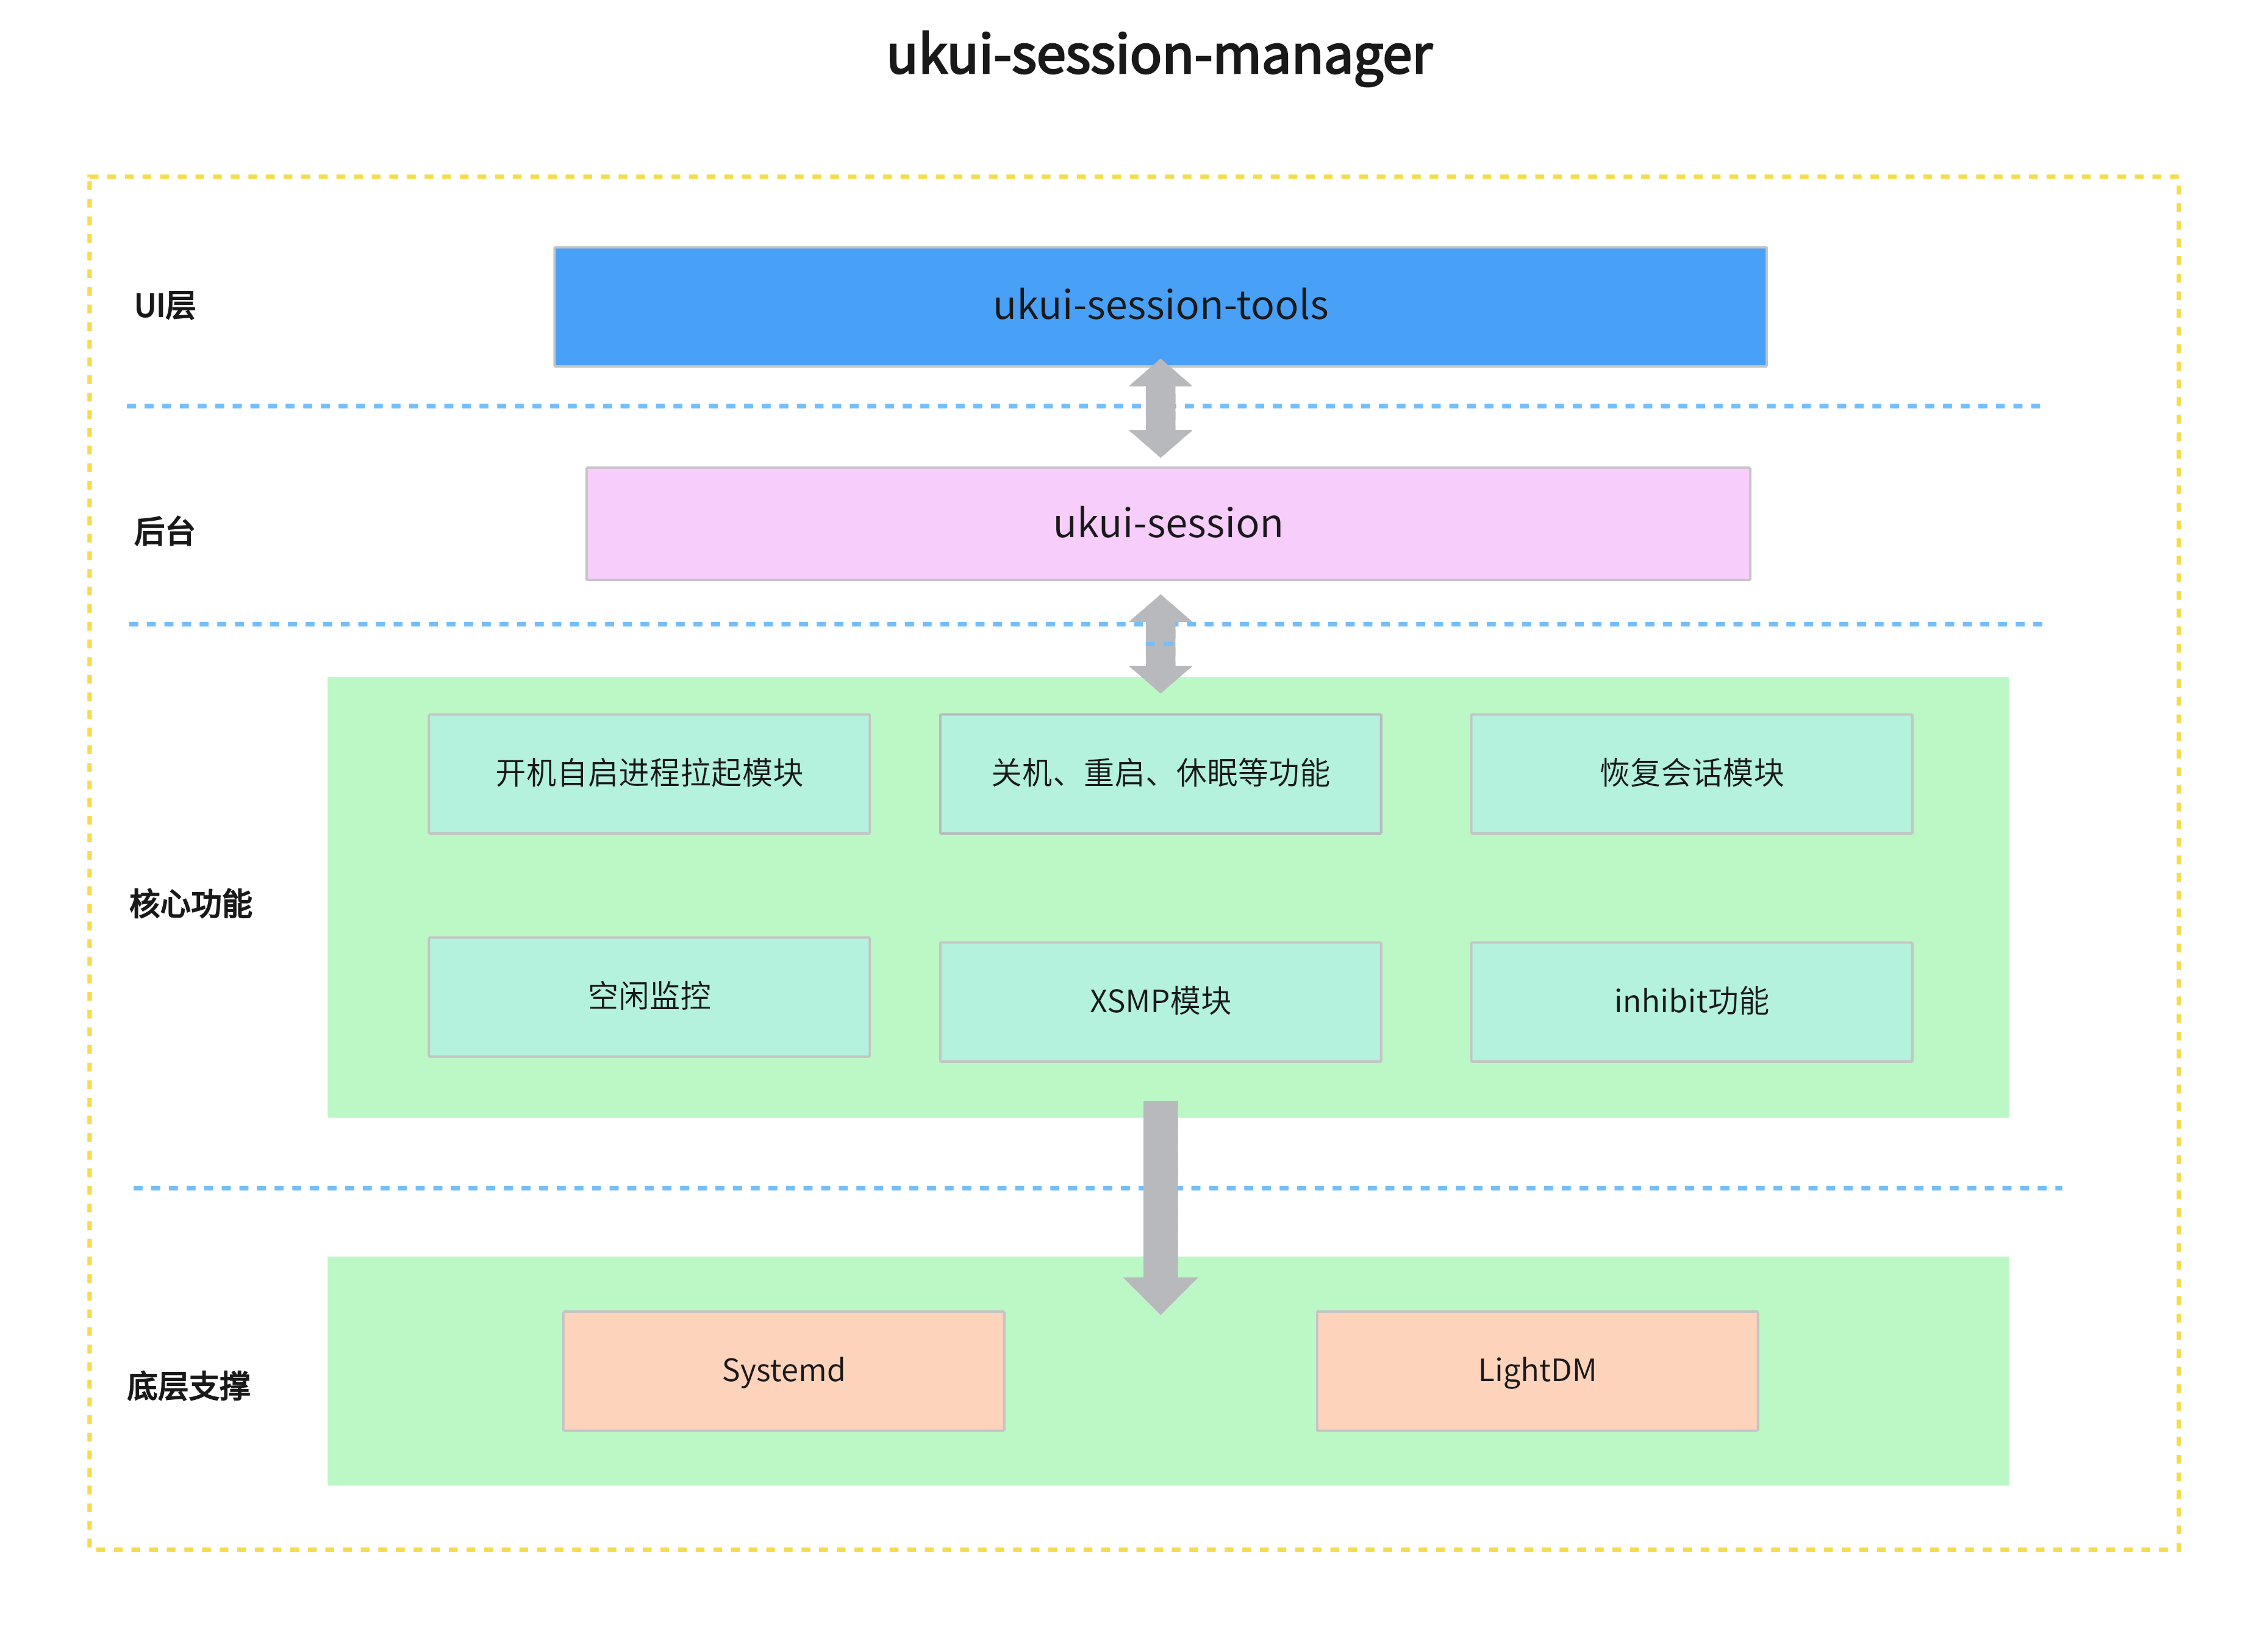 ukui-session-manager
UI层
ukui-session-tools
后台
ukui-session
核心功能
开机自启进程拉起模块
关机、重启、休眠等功能
恢复会话模块
空闲监控
XSMP模块
inhibit功能
底层支撑
Systemd
LightDM